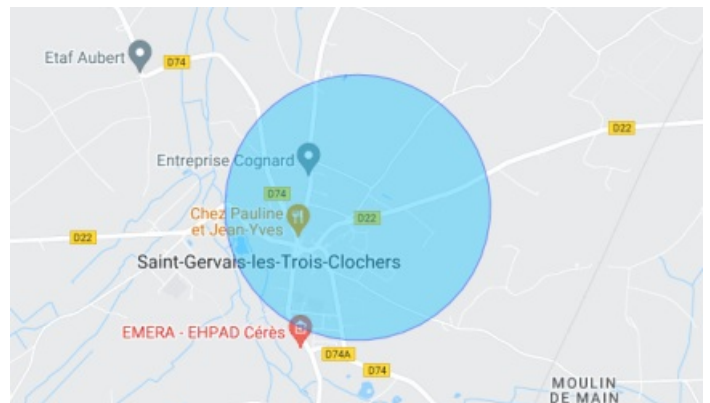 Etaf Aubert
D74
D22
Entreprise Cognard
D74
Chez Pauline
et Jean-Yves
D22
D22
Saint-Gervais-les-Trois-Clochers
EMERA - EHPAD Cérès
D74A
D74
MOULIN
DE MAIN